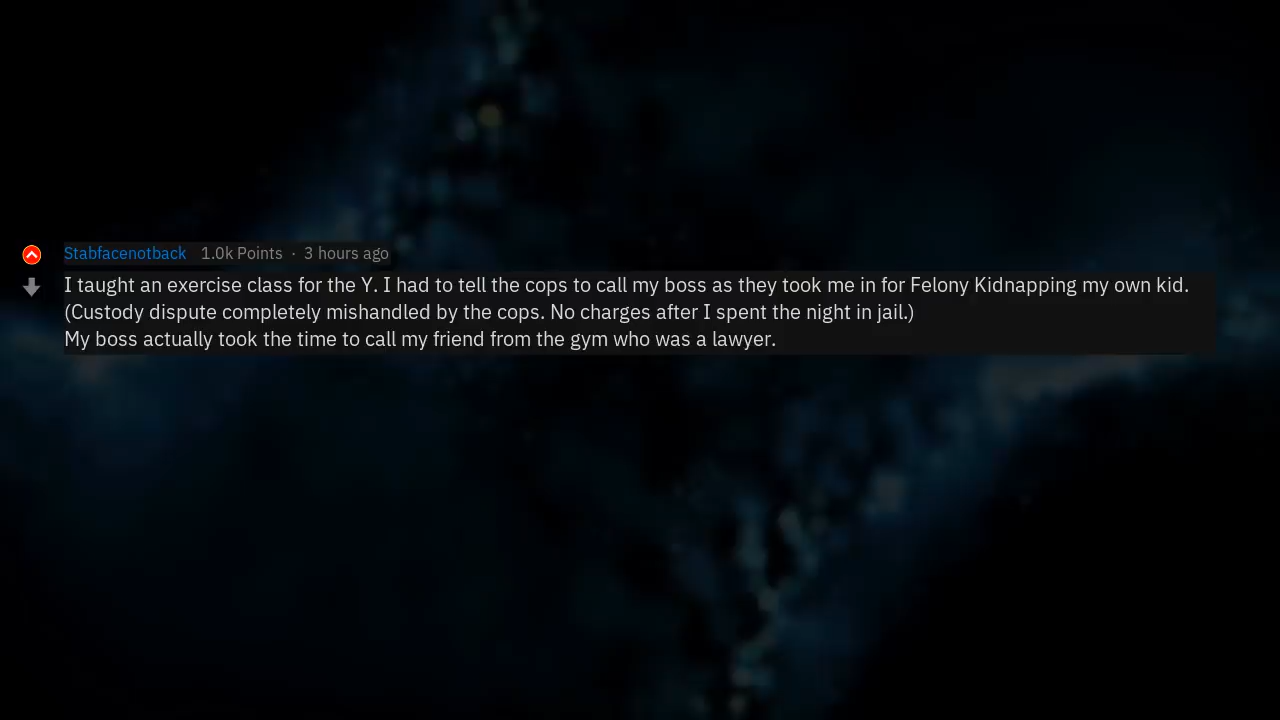 Stabfacenotback 1.0k Points · 3 hours ago
I taught an exercise class for the Y. I had to tell the cops to call my boss as they took me in for Felony Kidnapping my own kid.
(Custody dispute completely mishandled by the cops. No charges after I spent the night in jail.)
My boss actually took the time to call my friend from the gym who was a lawyer.